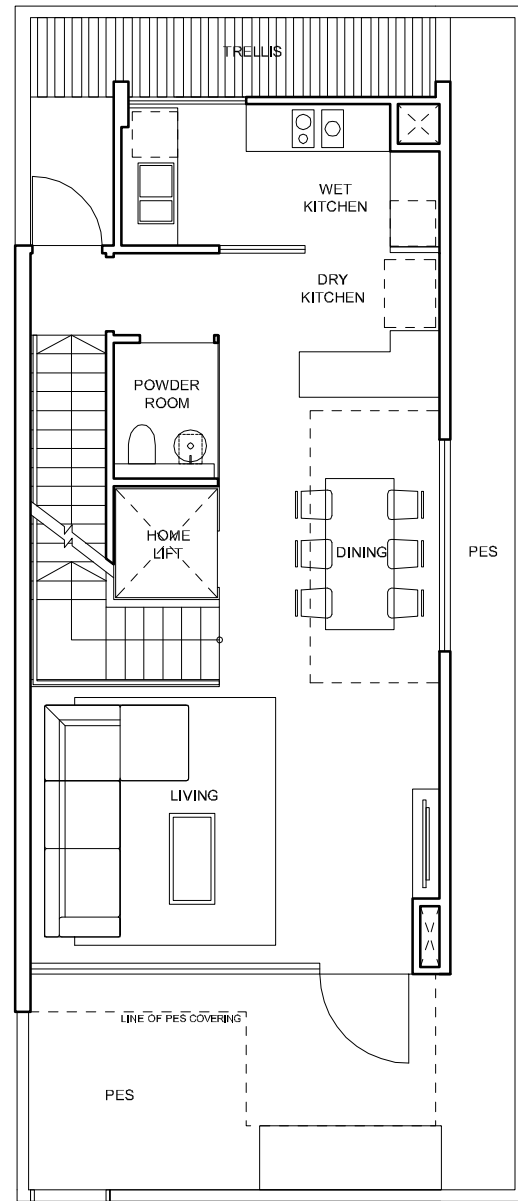 TRELLIS
WET
KITCHEN
DRY
KITCHEN
POWDER
ROOM
HOME
LIFT
DINING
PES
LIVING
LINE OF PES COVERING
PES